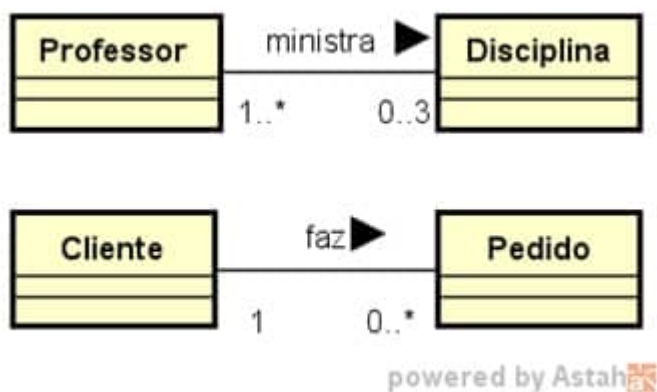 Professor ministra Disciplina
1..* 0..3
Cliente faz Pedido
1 0..*
powered by Astah